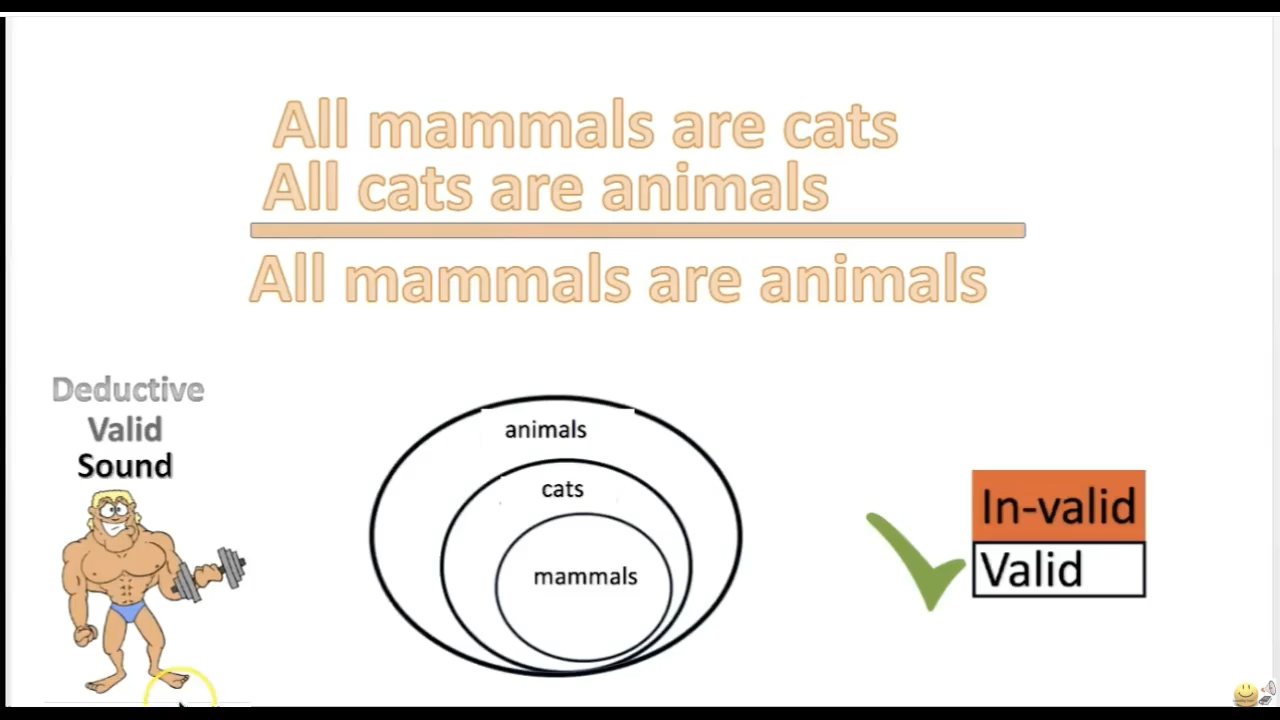 All mammals are cats
All cats are animals
All mammals are animals
Deductive
Valid
Sound
animals
cats
mammals
In-valid
Valid